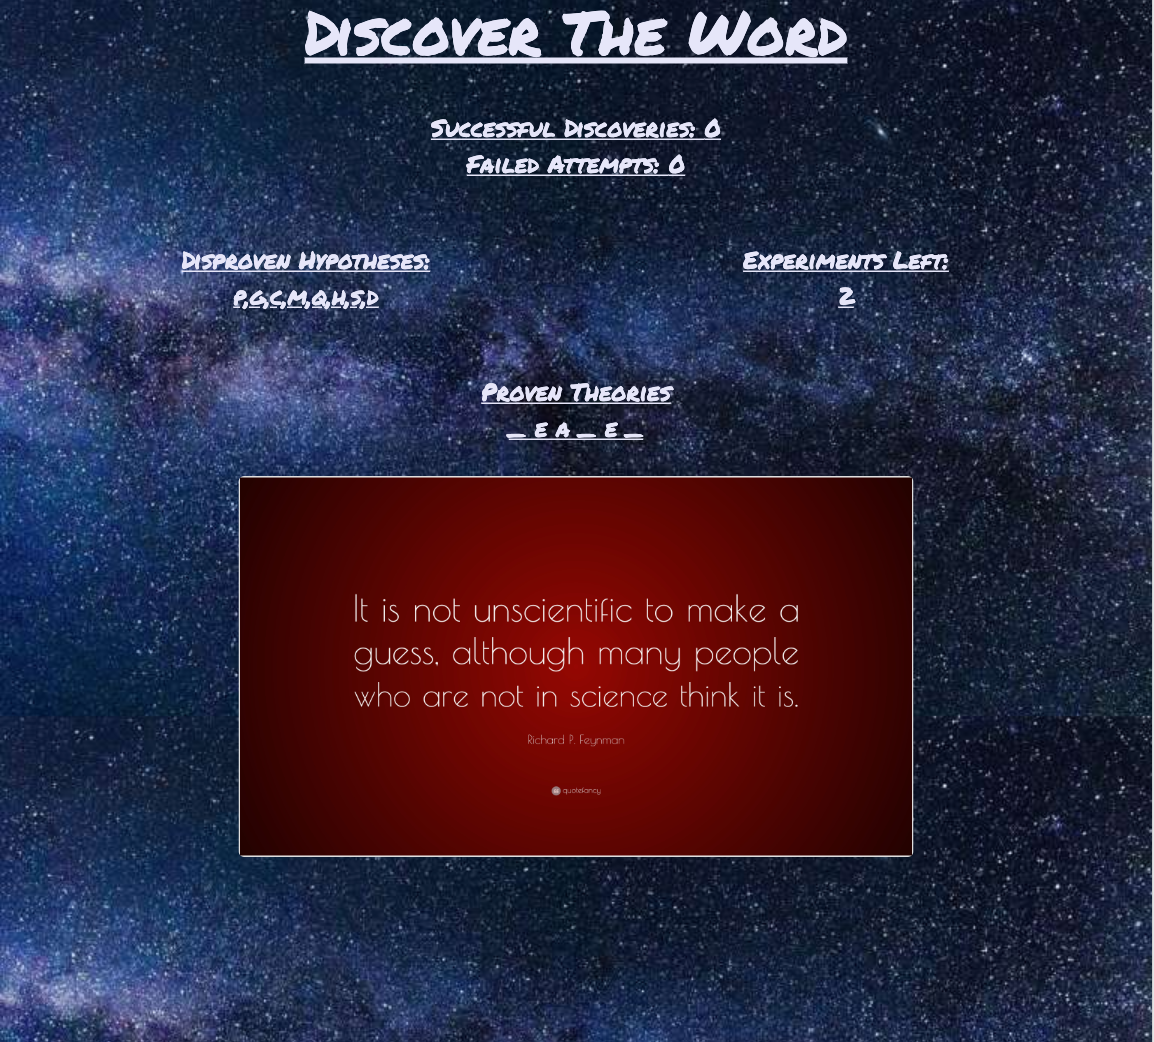 Discover The Word
Successful Discoveries: 0
Failed Attempts: 0
Disproven Hypotheses:
P,G,C,M,Q,H,S,D
Experiments Left:
2
Proven Theories
_ E A _ E _
It is not unscientific to make a
guess, although many people
who are not in science think it is.
Richard P. Feynman
quotefancy